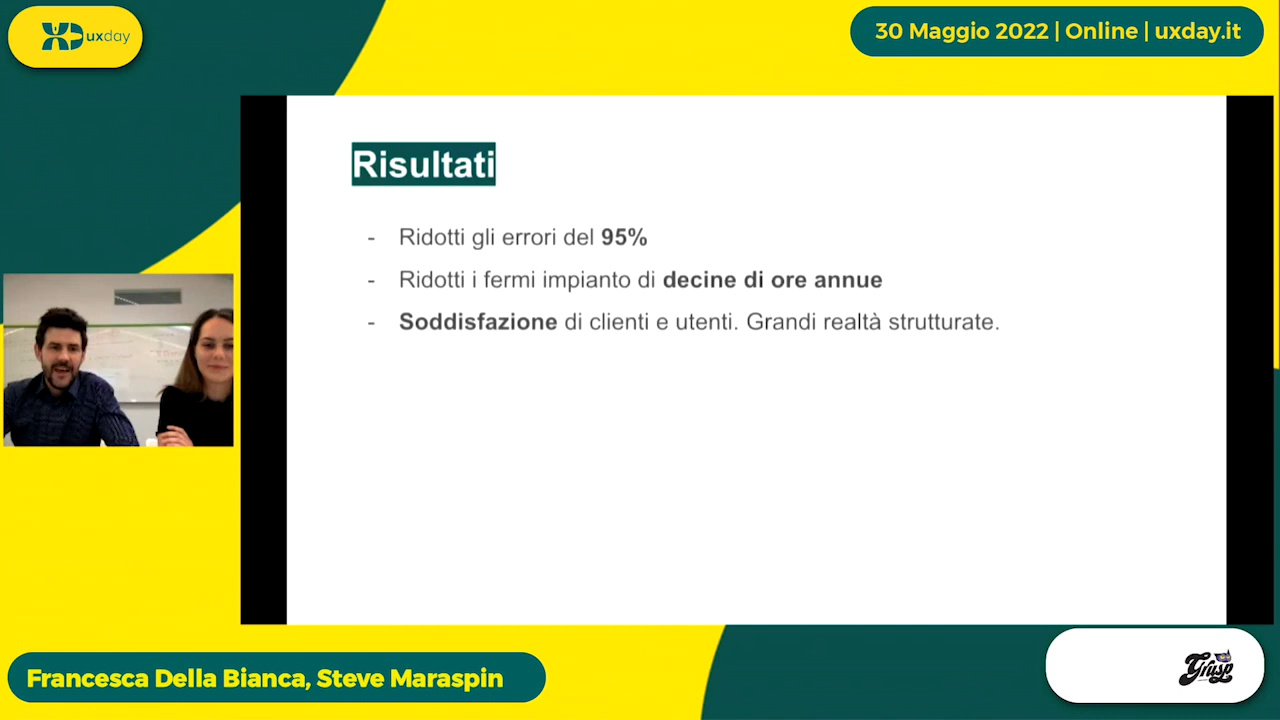 uxday
30 Maggio 2022 | Online | uxday.it
Risultati
- Ridotti gli errori del 95%
- Ridotti i fermi impianto di decine di ore annue
- Soddisfazione di clienti e utenti. Grandi realtà strutturate.
Francesca Della Bianca, Steve Maraspin
Grusp